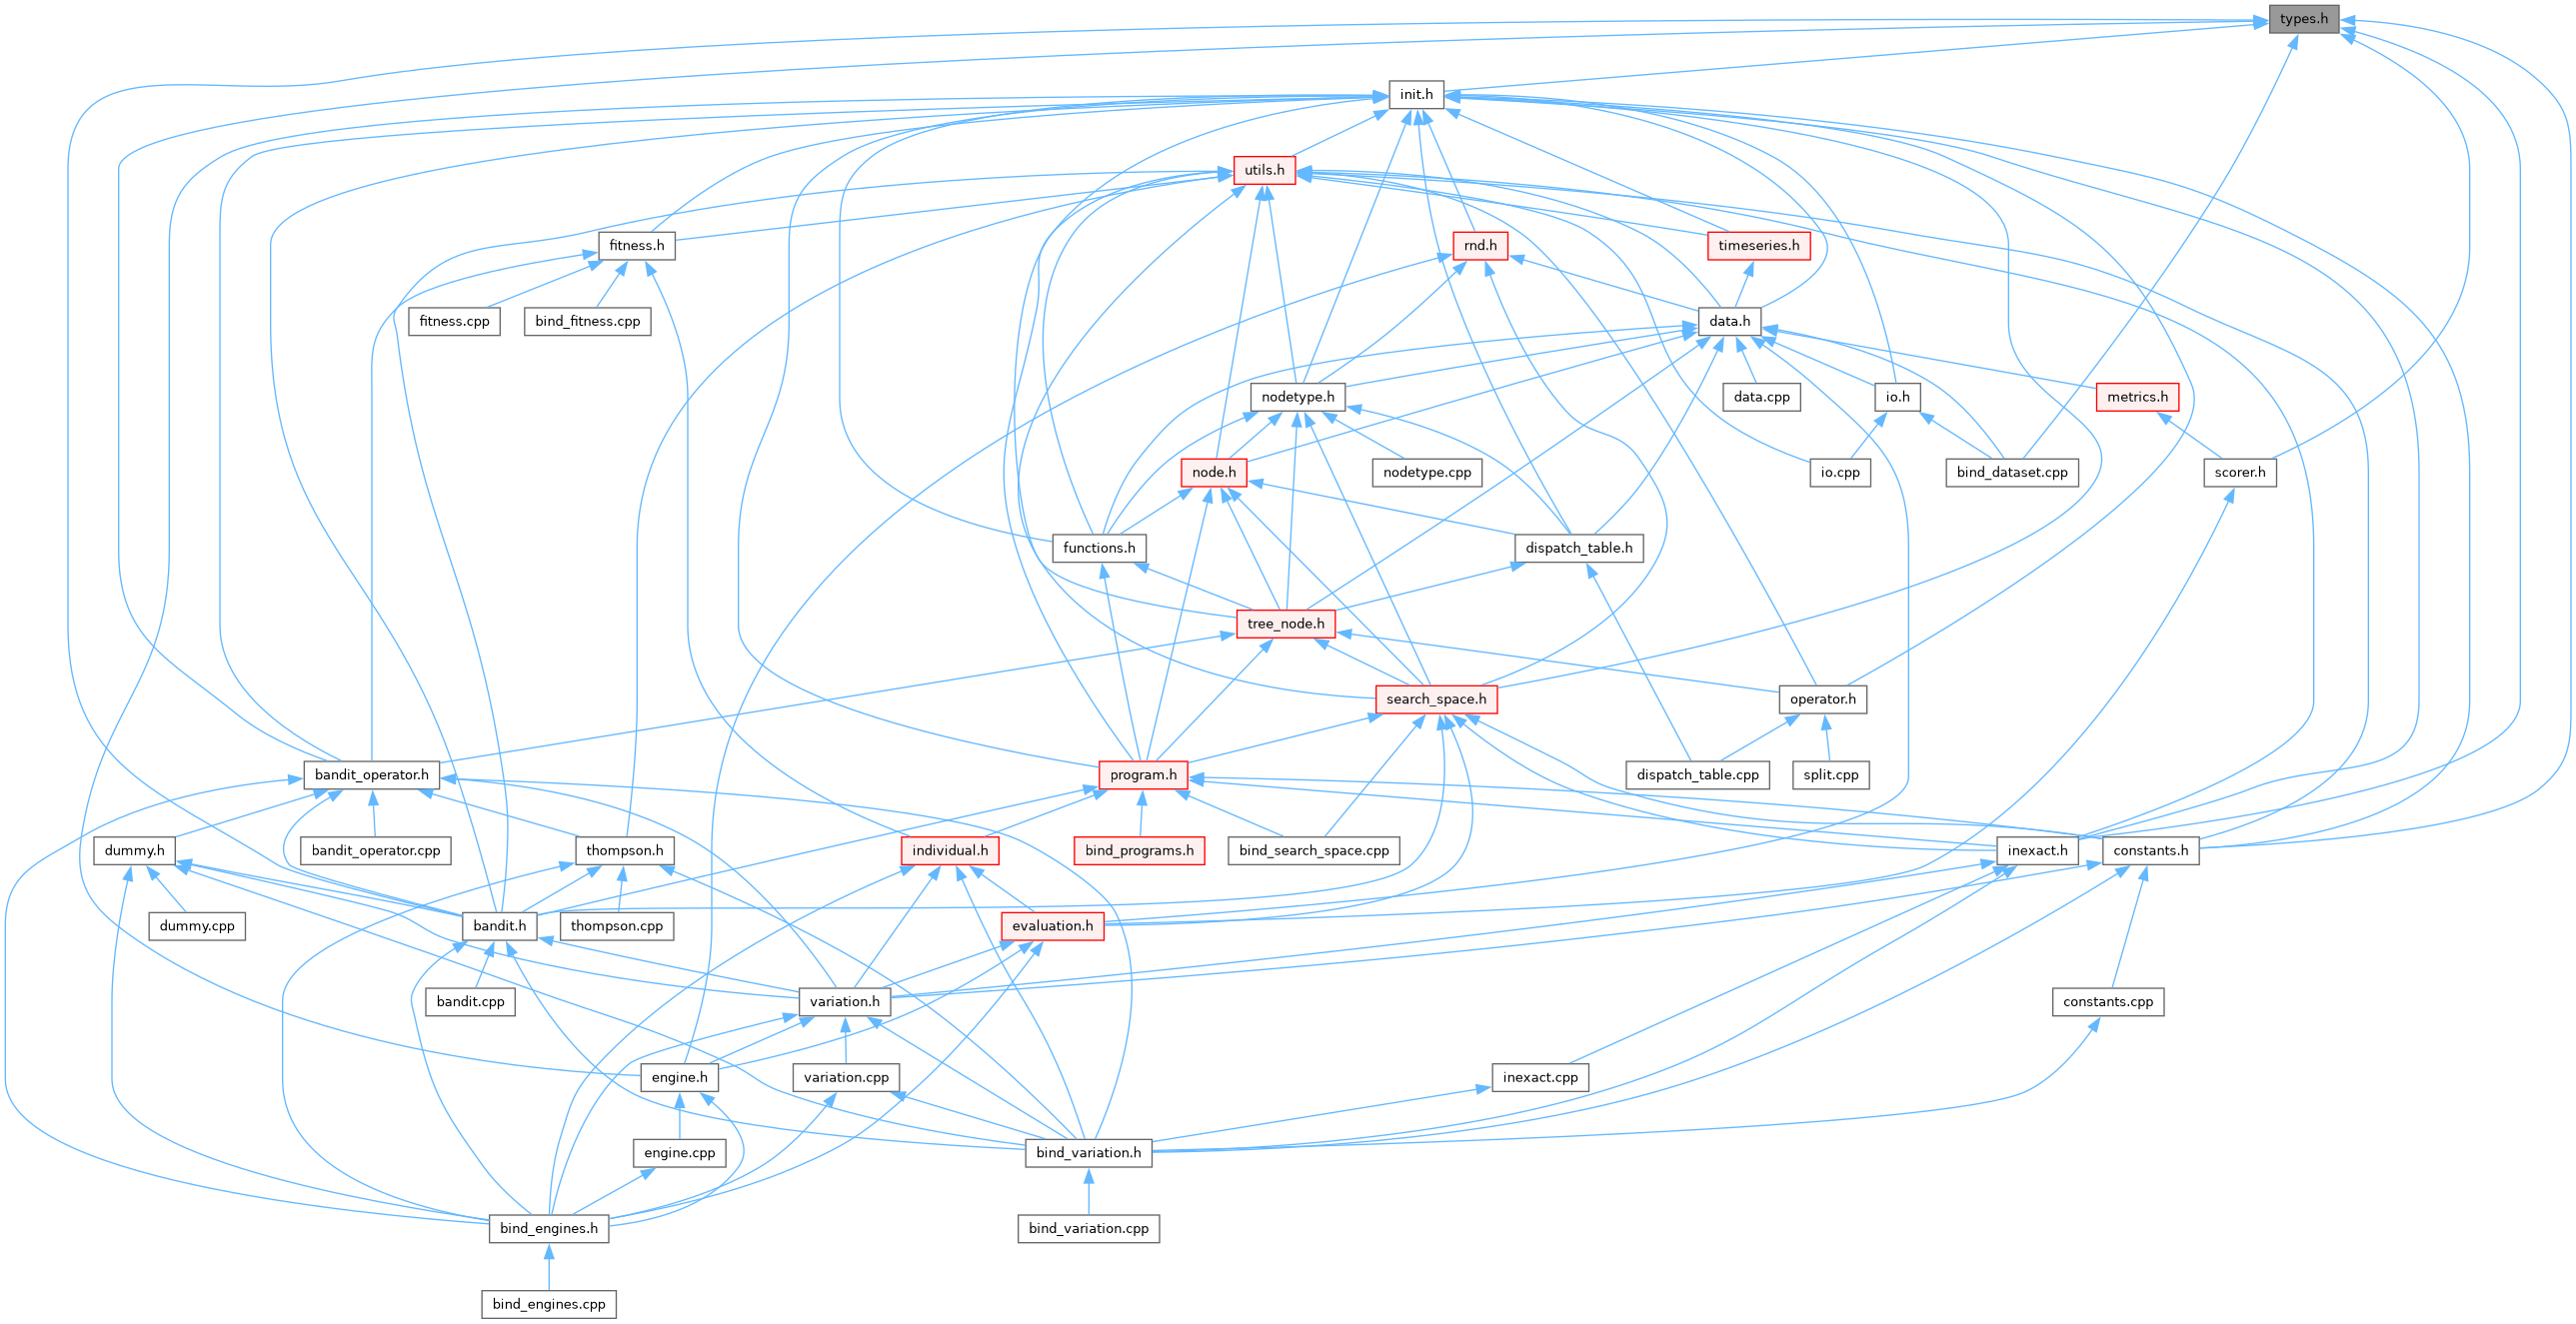 types.h
init.h
utils.h
fitness.h
rnd.h
timeseries.h
fitness.cpp
bind_fitness.cpp
data.h
nodetype.h
data.cpp
io.h
metrics.h
node.h
nodetype.cpp
io.cpp
bind_dataset.cpp
scorer.h
functions.h
dispatch_table.h
tree_node.h
search_space.h
operator.h
bandit_operator.h
program.h
dispatch_table.cpp
split.cpp
dummy.h
bandit_operator.cpp
thompson.h
individual.h
bind_programs.h
bind_search_space.cpp
inexact.h
constants.h
dummy.cpp
bandit.h
thompson.cpp
evaluation.h
bandit.cpp
variation.h
constants.cpp
engine.h
variation.cpp
inexact.cpp
engine.cpp
bind_variation.h
bind_engines.h
bind_variation.cpp
bind_engines.cpp